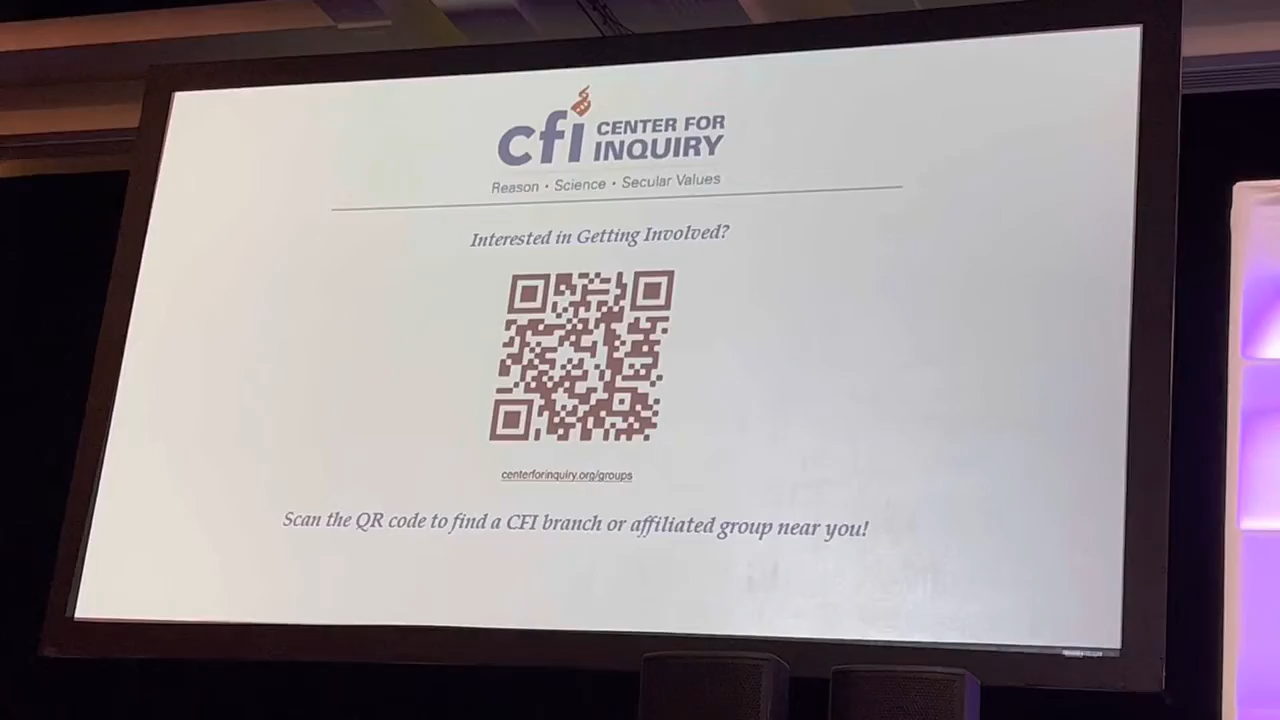 cfi CENTER FOR
INQUIRY
Reason • Science • Secular Values
Interested in Getting Involved?
centerforinquiry.org/groups
Scan the QR code to find a CFI branch or affiliated group near you!